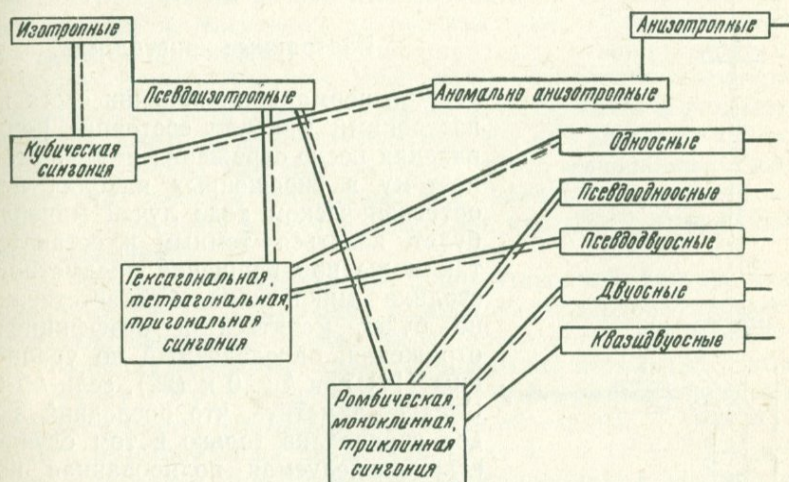 Изотропные
Анизотропные
Псевдоизотропные
Аномально анизотропные
Кубическая
сингония
Одноосные
Псевдоодноосные
Псевдодвуосные
Гексагональная,
тетрагональная,
тригональная
сингония
Двуосные
Квазидвуосные
Ромбическая,
моноклинная,
триклинная
сингония